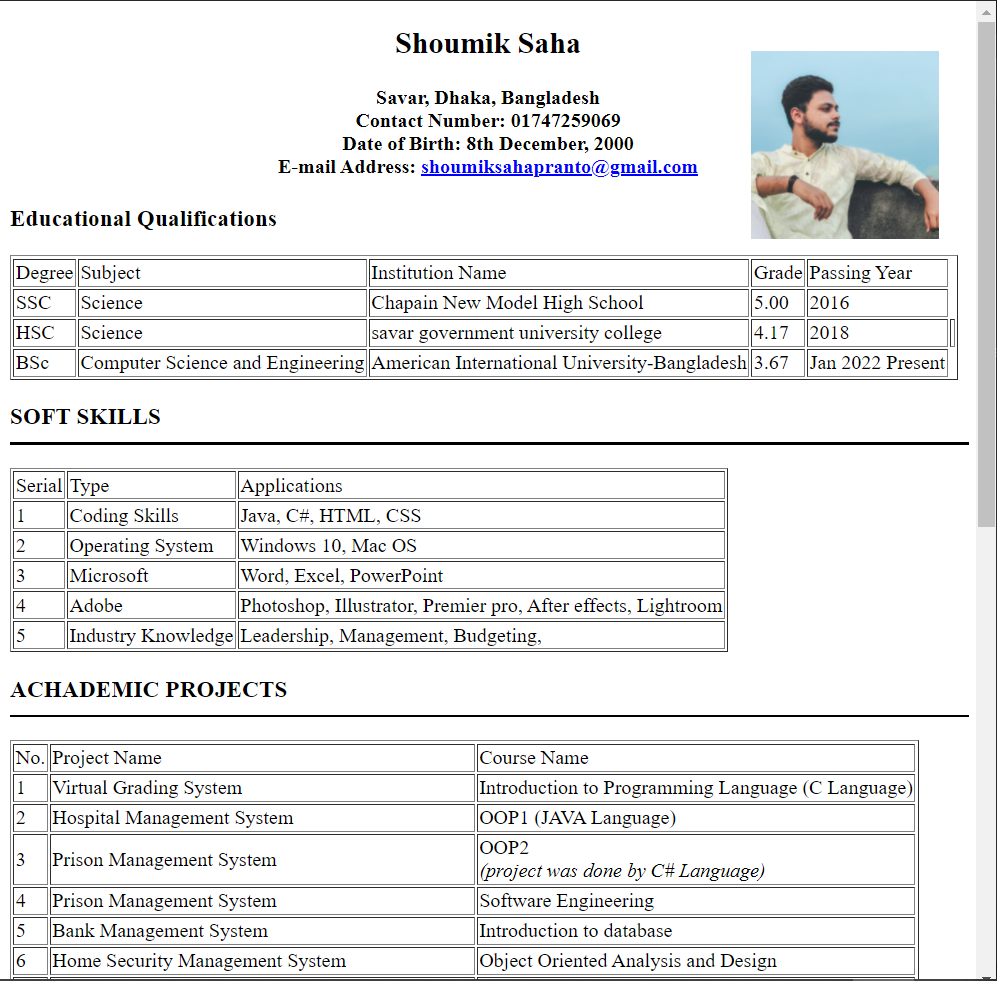 Shoumik Saha
Savar, Dhaka, Bangladesh
Contact Number: 01747259069
Date of Birth: 8th December, 2000
E-mail Address: shoumiksahapranto@gmail.com
Educational Qualifications
Degree Subject Institution Name Grade Passing Year
SSC Science Chapain New Model High School 5.00 2016
HSC Science savar government university college 4.17 2018
BSc Computer Science and Engineering American International University-Bangladesh 3.67 Jan 2022 Present
SOFT SKILLS
Serial Type Applications
1 Coding Skills Java, C#, HTML, CSS
2 Operating System Windows 10, Mac OS
3 Microsoft Word, Excel, PowerPoint
4 Adobe Photoshop, Illustrator, Premier pro, After effects, Lightroom
5 Industry Knowledge Leadership, Management, Budgeting,
ACHADEMIC PROJECTS
No. Project Name Course Name
1 Virtual Grading System Introduction to Programming Language (C Language)
2 Hospital Management System OOP1 (JAVA Language)
3 Prison Management System OOP2
(project was done by C# Language)
4 Prison Management System Software Engineering
5 Bank Management System Introduction to database
6 Home Security Management System Object Oriented Analysis and Design